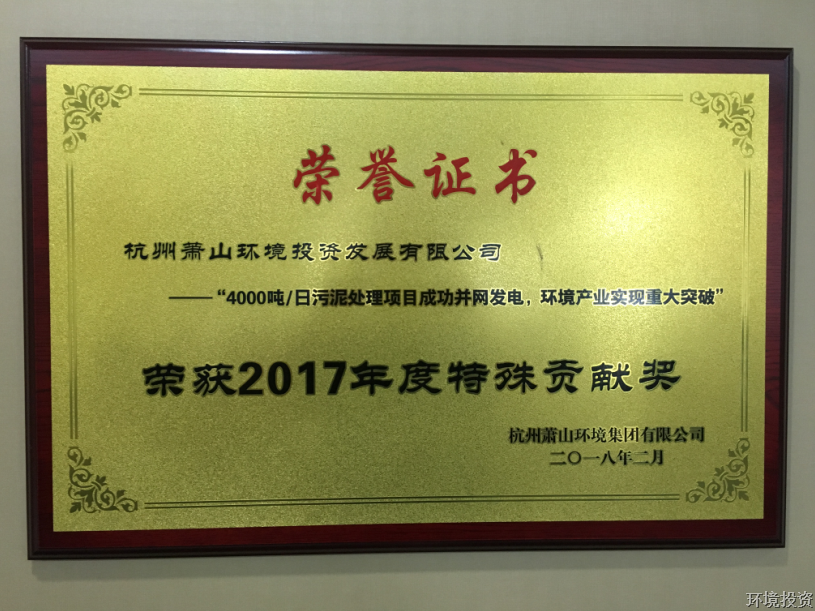 荣誉证书
杭州萧山环境投资发展有限公司
——“4000吨/日污泥处理项目成功并网发电，环境产业实现重大突破”
荣获2017年度特殊贡献奖
杭州萧山环境集团有限公司
二〇一八年二月
环境投资